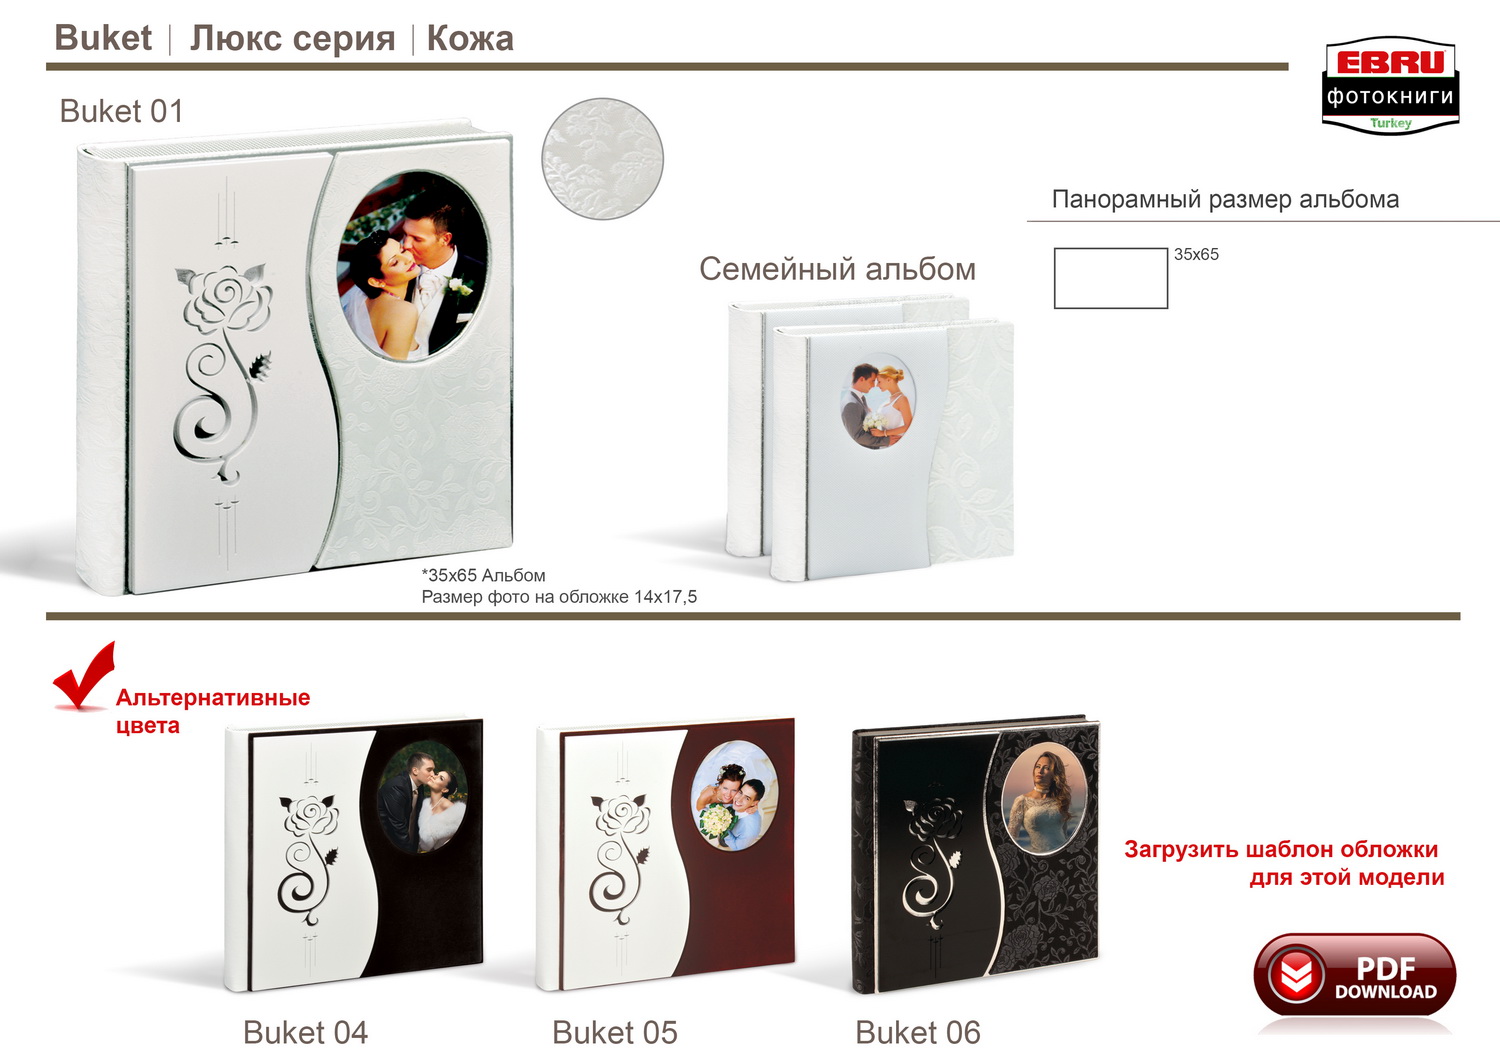 Buket | Люкс серия | Кожа
EBRU
фотокниги
Turkey
Buket 01
Панорамный размер альбома
35x65
Семейный альбом
*35x65 Альбом
Размер фото на обложке 14x17,5
Альтернативные
цвета
Загрузить шаблон обложки
для этой модели
PDF
DOWNLOAD
Buket 04
Buket 05
Buket 06